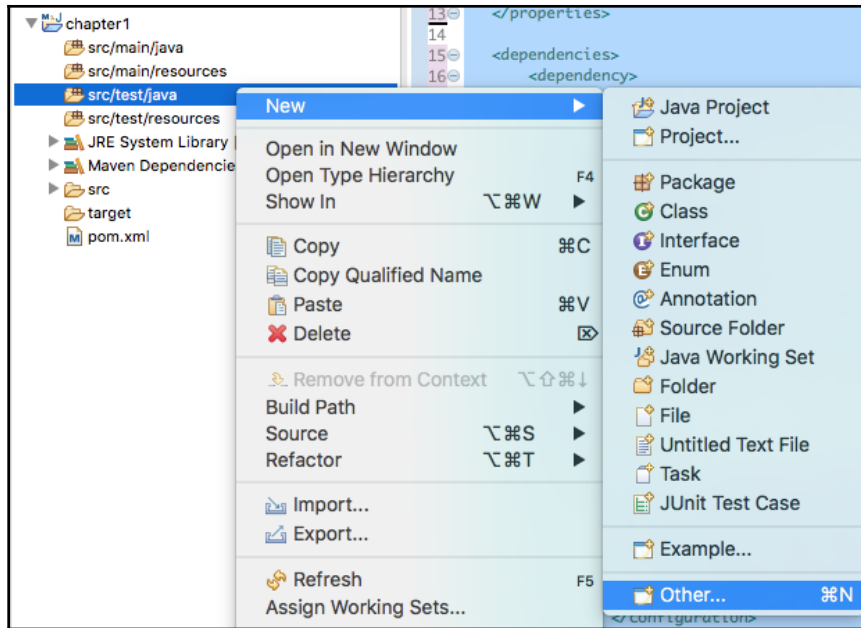 chapter1
src/main/java
src/main/resources
src/test/java
src/test/resources
JRE System Library
Maven Dependencie
src
target
pom.xml
13
</properties>
14
15
<dependencies>
16
<dependency>
New
Open in New Window
Open Type Hierarchy F4
Show In ⌥⌘W
Copy ⌘C
Copy Qualified Name
Paste ⌘V
Delete ⌦
Remove from Context ⌥⇧⌘↓
Build Path
Source ⌥⌘S
Refactor ⌥⌘T
Import...
Export...
Refresh F5
Assign Working Sets...
Java Project
Project...
Package
Class
Interface
Enum
Annotation
Source Folder
Java Working Set
Folder
File
Untitled Text File
Task
JUnit Test Case
Example...
Other... ⌘N
</configuration>